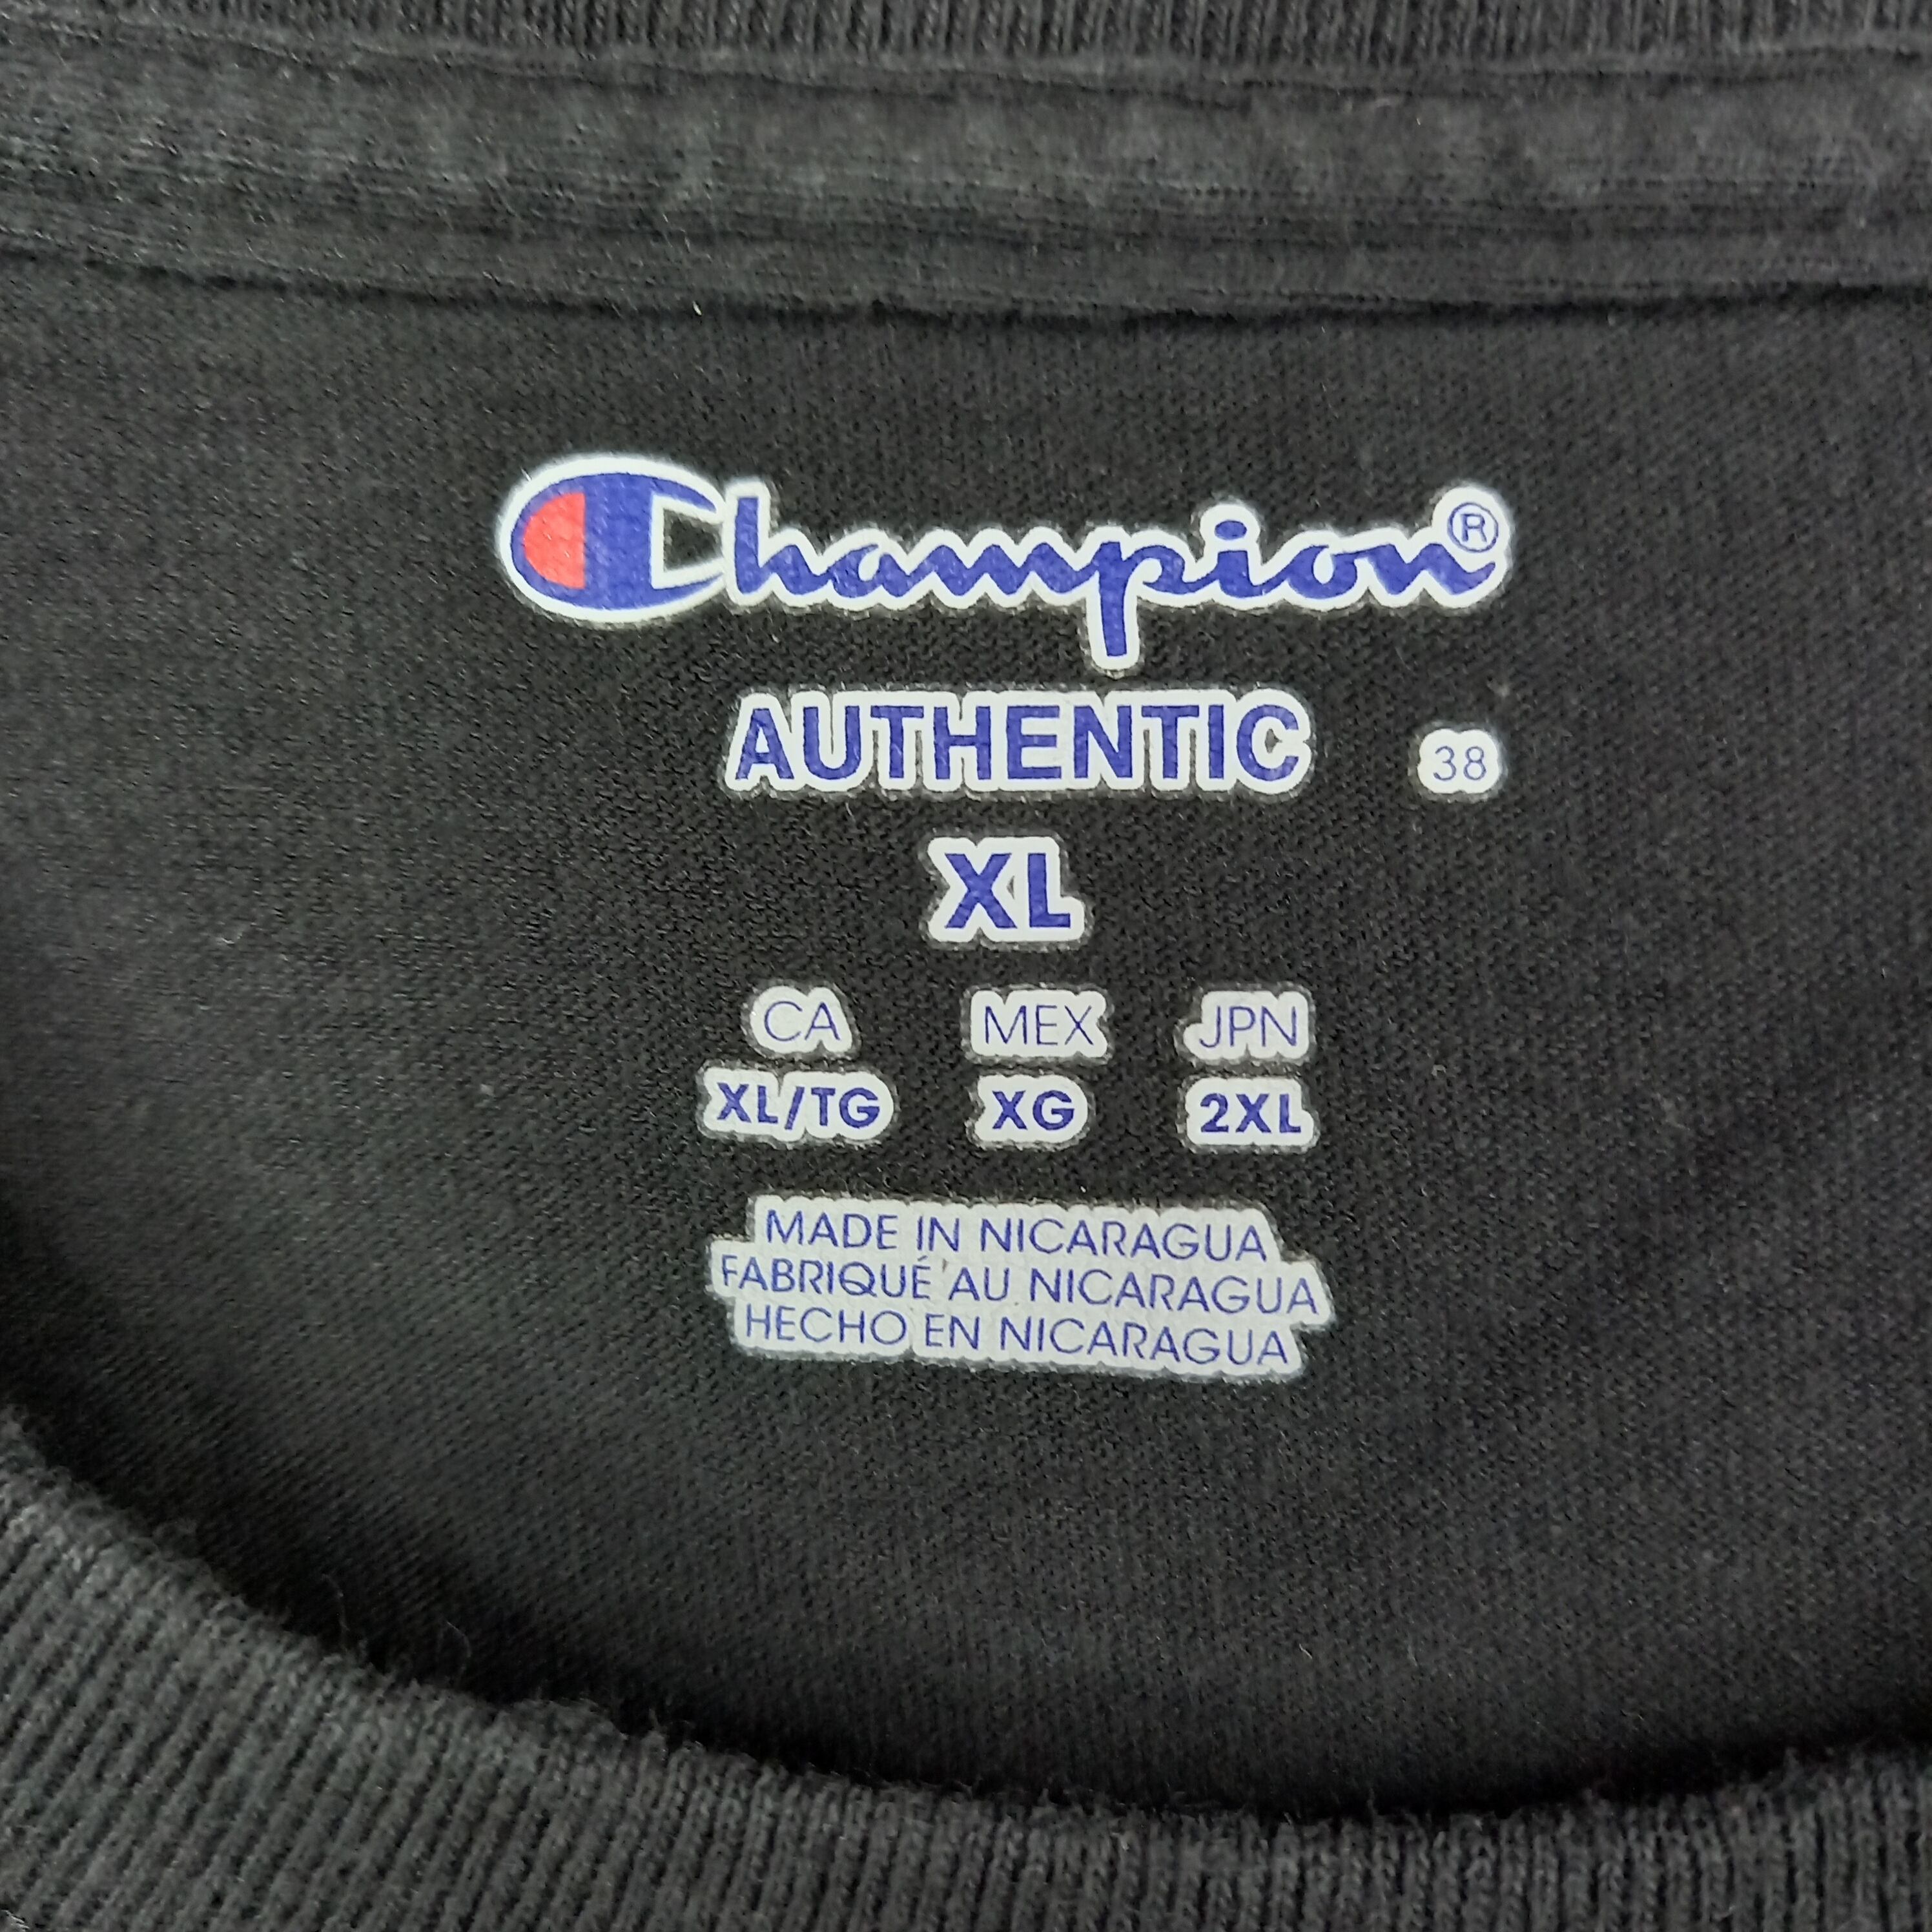 Champion®
AUTHENTIC 38
XL
CA MEX JPN
XL/TG XG 2XL
MADE IN NICARAGUA
FABRIQUÉ AU NICARAGUA
HECHO EN NICARAGUA